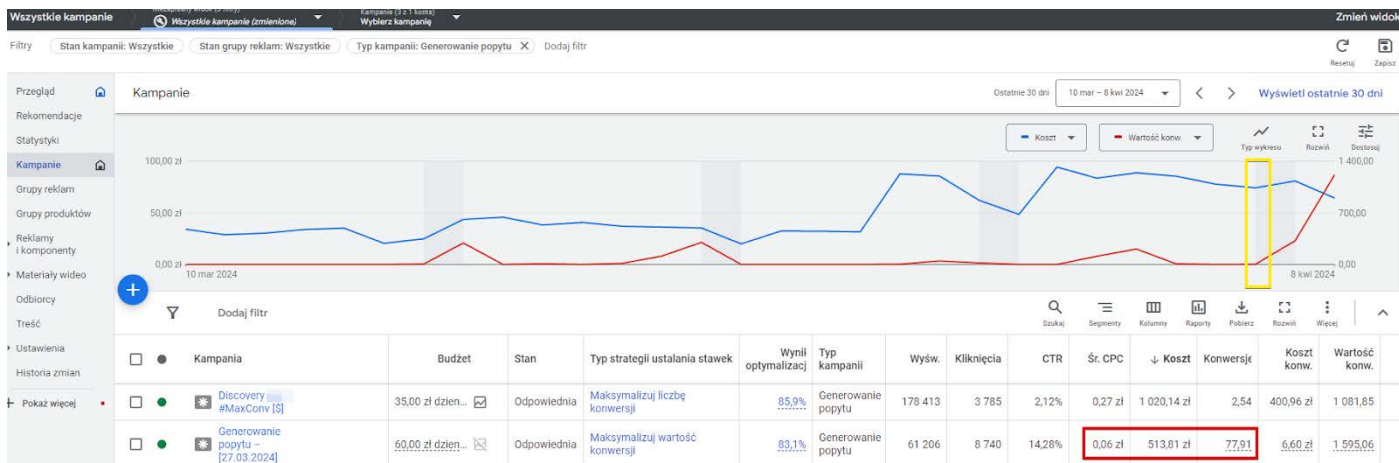 Wszystkie kampanie
Wszystkie kampanie (zmienione)
Kampanie (3 z 1 konte)
Wybierz kampanię
Zmień widok
Filtry
Stan kampanii: Wszystkie
Stan grupy reklam: Wszystkie
Typ kampanii: Generowanie popytu
Dodaj filtr
Resetuj
Zapisz
Przegląd
Rekomendacje
Statystyki
Kampanie
Grupy reklam
Grupy produktów
Reklamy
i komponenty
Materiały wideo
Odbiorcy
Treść
Ustawienia
Historia zmian
+ Pokaż więcej
Kampanie
Ostatnie 30 dni
10 mar – 8 kwi 2024
Wyświetl ostatnie 30 dni
Koszt
Wartość konw.
Typ wykresu
Rozwiń
Dostosuj
100,00 zł
50,00 zł
0,00 zł
1 400,00
700,00
0,00
10 mar 2024
8 kwi 2024
Dodaj filtr
Szukaj
Segmenty
Kolumny
Raporty
Pobierz
Rozwiń
Więcej
Kampania
Budżet
Stan
Typ strategii ustalania stawek
Wynił
optymalizacj
Typ
kampanii
Wyśw.
Kliknięcia
CTR
Śr. CPC
↓ Koszt
Konwersje
Koszt
konw.
Wartość
konw.
Discovery
#MaxConv [$]
35,00 zł dzien...
Odpowiednia
Maksymalizuj liczbę
konwersji
85,9%
Generowanie
popytu
178 413
3 785
2,12%
0,27 zł
1 020,14 zł
2,54
400,96 zł
1 081,85
Generowanie
popytu –
[27.03.2024]
60,00 zł dzien...
Odpowiednia
Maksymalizuj wartość
konwersji
83,1%
Generowanie
popytu
61 206
8 740
14,28%
0,06 zł
513,81 zł
77,91
6,60 zł
1 595,06